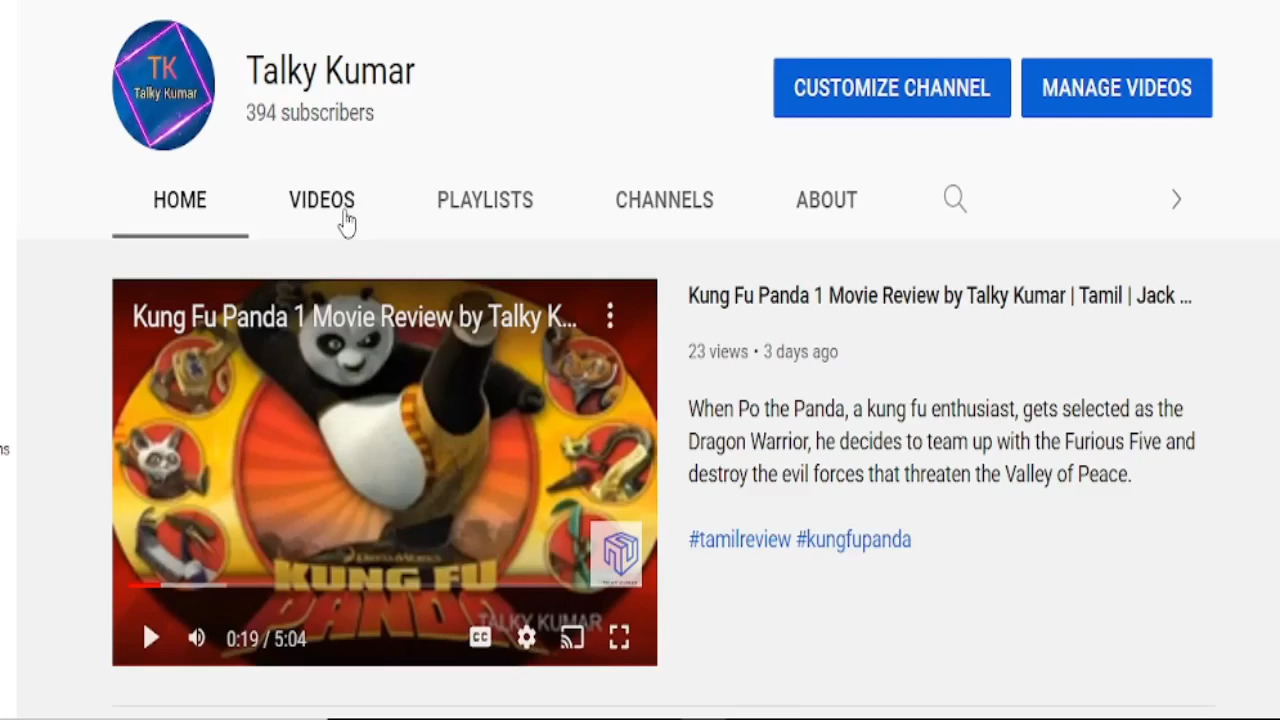 TK
Talky Kumar
Talky Kumar
394 subscribers
CUSTOMIZE CHANNEL
MANAGE VIDEOS
HOME
VIDEOS
PLAYLISTS
CHANNELS
ABOUT
Kung Fu Panda 1 Movie Review by Talky K...
Kung Fu Panda 1 Movie Review by Talky Kumar | Tamil | Jack ...
23 views • 3 days ago
When Po the Panda, a kung fu enthusiast, gets selected as the
Dragon Warrior, he decides to team up with the Furious Five and
destroy the evil forces that threaten the Valley of Peace.
#tamilreview #kungfupanda
ns
DreamWorks
KUNG FU
PANDA
TALKY KUMAR
TALKY KUMAR
0:19 / 5:04
CC